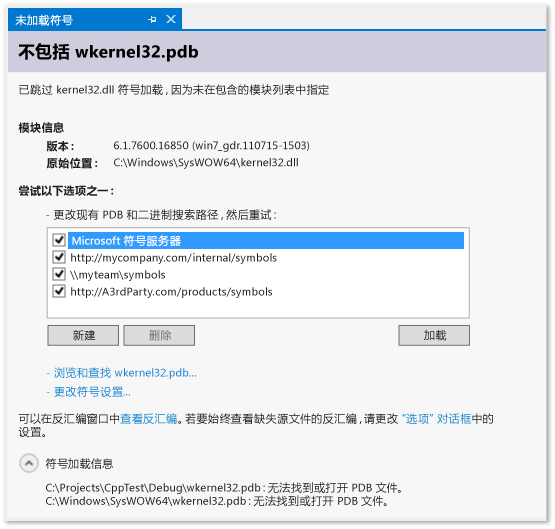 未加载符号
不包括 wkernel32.pdb
已跳过 kernel32.dll 符号加载，因为未在包含的模块列表中指定
模块信息
版本： 6.1.7600.16850 (win7_gdr.110715-1503)
原始位置： C:\Windows\SysWOW64\kernel32.dll
尝试以下选项之一：
- 更改现有 PDB 和二进制搜索路径，然后重试：
Microsoft 符号服务器
http://mycompany.com/internal/symbols
\\myteam\symbols
http://A3rdParty.com/products/symbols
新建 删除 加载
- 浏览和查找 wkernel32.pdb...
- 更改符号设置...
可以在反汇编窗口中查看反汇编。若要始终查看缺失源文件的反汇编，请更改 “选项” 对话框中的
设置。
符号加载信息
C:\Projects\CppTest\Debug\wkernel32.pdb：无法找到或打开 PDB 文件。
C:\Windows\SysWOW64\wkernel32.pdb：无法找到或打开 PDB 文件。